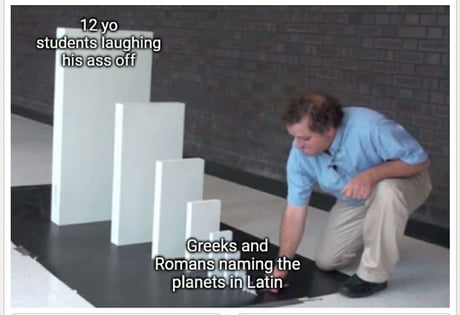 12 yo
students laughing
his ass off
Greeks and
Romans naming the
planets in Latin